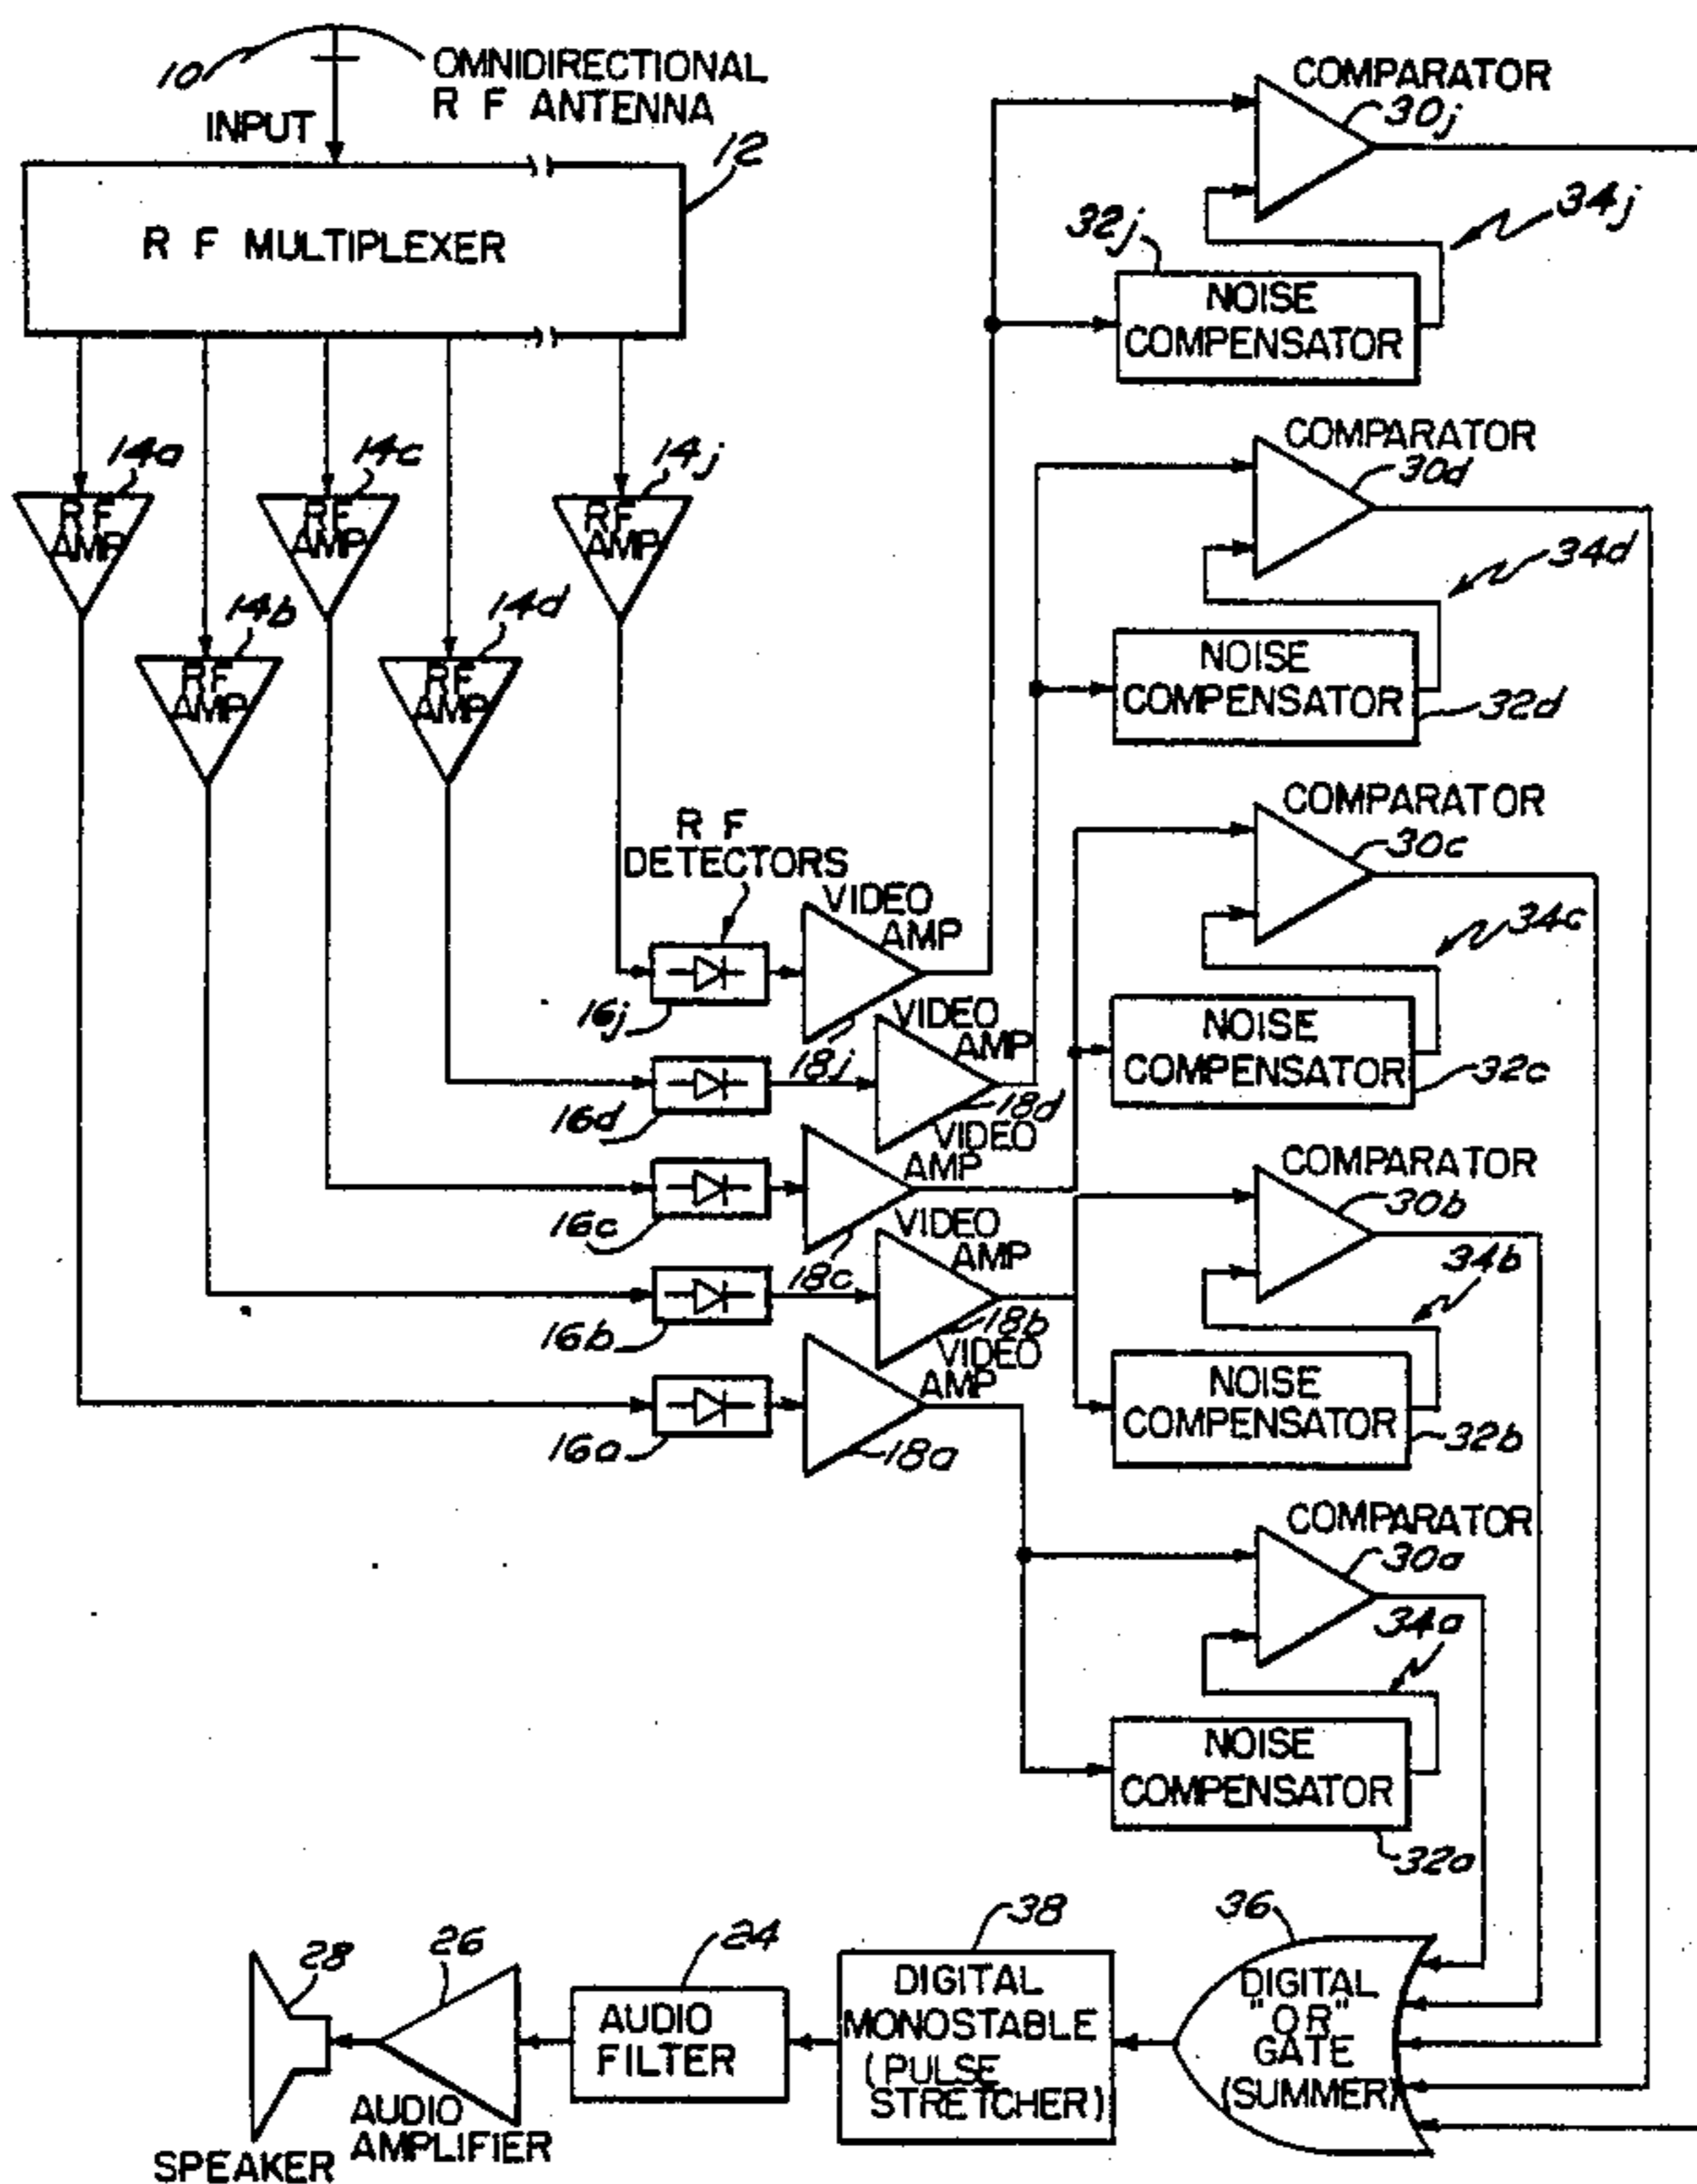 10
OMNIDIRECTIONAL
R F ANTENNA
INPUT
12
R F MULTIPLEXER
14a
14c
14j
RF
AMP
RF
AMP
RF
AMP
14b
14d
RF
AMP
RF
AMP
R F
DETECTORS
VIDEO
AMP
16j
18j
VIDEO
AMP
16d
18d
VIDEO
AMP
16c
18c
VIDEO
AMP
16b
18b
VIDEO
AMP
16a
18a
COMPARATOR
30j
34j
32j
NOISE
COMPENSATOR
COMPARATOR
30d
34d
NOISE
COMPENSATOR
32d
COMPARATOR
30c
34c
NOISE
COMPENSATOR
32c
COMPARATOR
30b
34b
NOISE
COMPENSATOR
32b
COMPARATOR
30a
34a
NOISE
COMPENSATOR
32a
28
26
24
38
36
SPEAKER
AUDIO
AMPLIFIER
AUDIO
FILTER
DIGITAL
MONOSTABLE
(PULSE
STRETCHER)
DIGITAL
"OR"
GATE
(SUMMER)